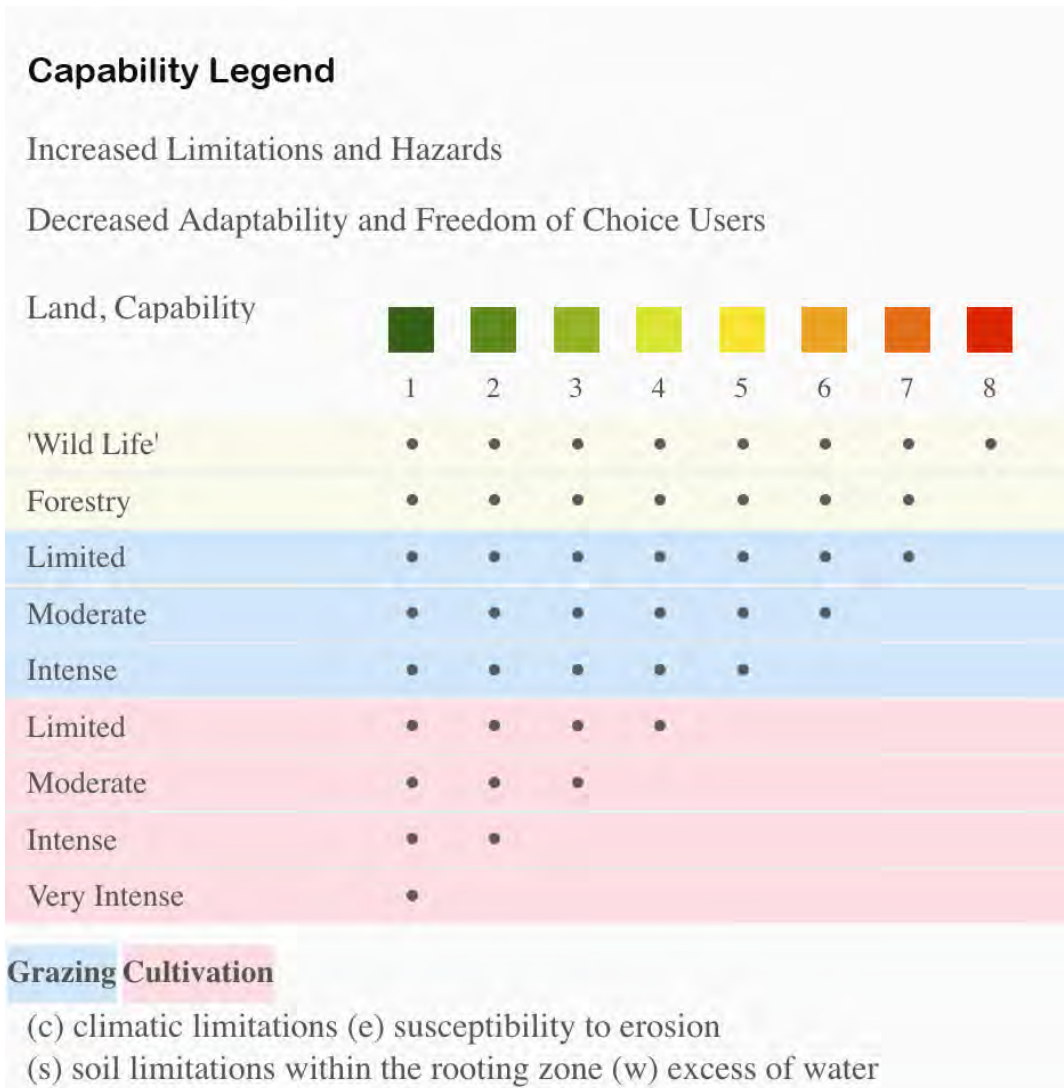 Capability Legend
Increased Limitations and Hazards
Decreased Adaptability and Freedom of Choice Users
Land, Capability
1 2 3 4 5 6 7 8
'Wild Life'
Forestry
Limited
Moderate
Intense
Limited
Moderate
Intense
Very Intense
Grazing Cultivation
(c) climatic limitations (e) susceptibility to erosion
(s) soil limitations within the rooting zone (w) excess of water